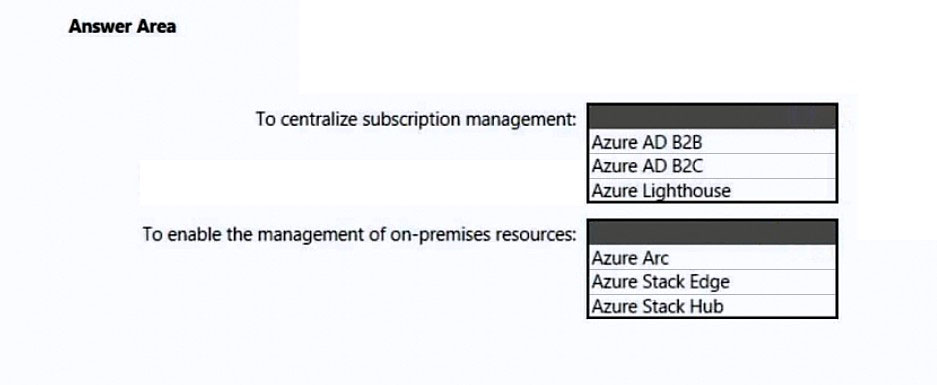 Answer Area
To centralize subscription management:
Azure AD B2B
Azure AD B2C
Azure Lighthouse
To enable the management of on-premises resources:
Azure Arc
Azure Stack Edge
Azure Stack Hub